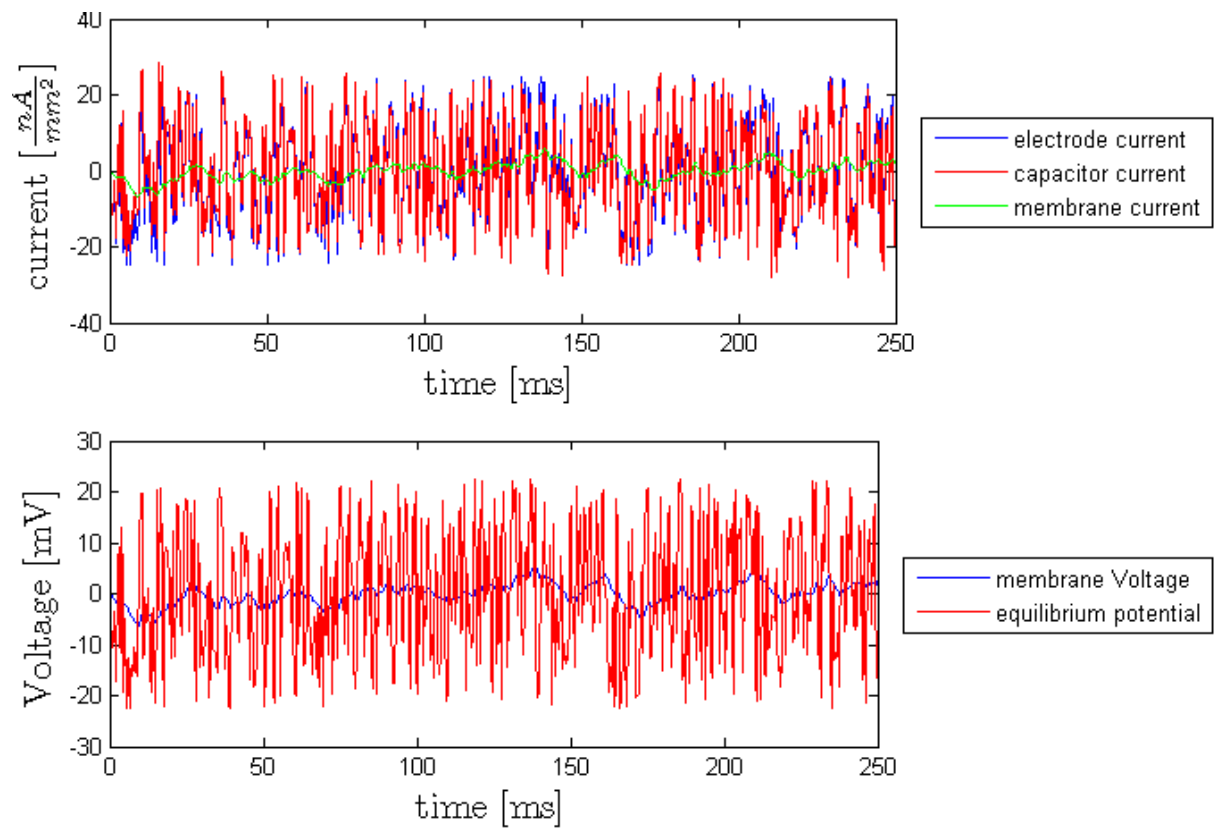 40
20
0
-20
-40
current [nA/mm²]
0 50 100 150 200 250
time [ms]
electrode current
capacitor current
membrane current
30
20
10
0
-10
-20
-30
Voltage [mV]
0 50 100 150 200 250
time [ms]
membrane Voltage
equilibrium potential